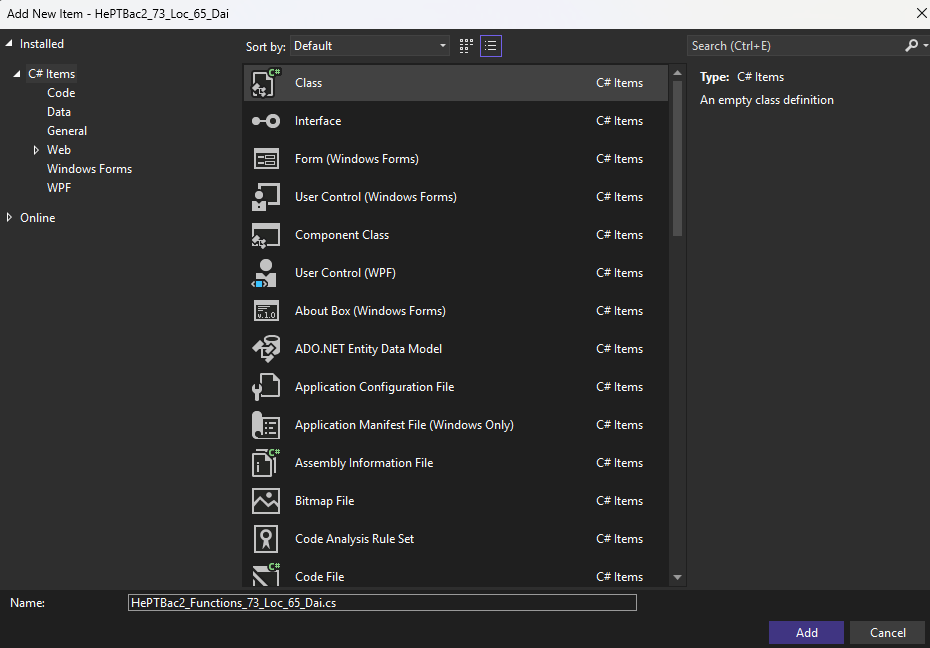 Add New Item - HePTBac2_73_Loc_65_Dai
Installed
C# Items
Code
Data
General
Web
Windows Forms
WPF
Online
Sort by: Default
Class C# Items
Interface C# Items
Form (Windows Forms) C# Items
User Control (Windows Forms) C# Items
Component Class C# Items
User Control (WPF) C# Items
About Box (Windows Forms) C# Items
v.1.0
ADO.NET Entity Data Model C# Items
Application Configuration File C# Items
Application Manifest File (Windows Only) C# Items
Assembly Information File C# Items
Bitmap File C# Items
Code Analysis Rule Set C# Items
Code File C# Items
Search (Ctrl+E)
Type: C# Items
An empty class definition
Name: HePTBac2_Functions_73_Loc_65_Dai.cs
Add Cancel